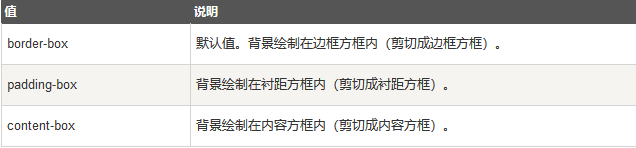 值 说明
border-box 默认值。背景绘制在边框方框内（剪切成边框方框）。
padding-box 背景绘制在衬距方框内（剪切成衬距方框）。
content-box 背景绘制在内容方框内（剪切成内容方框）。